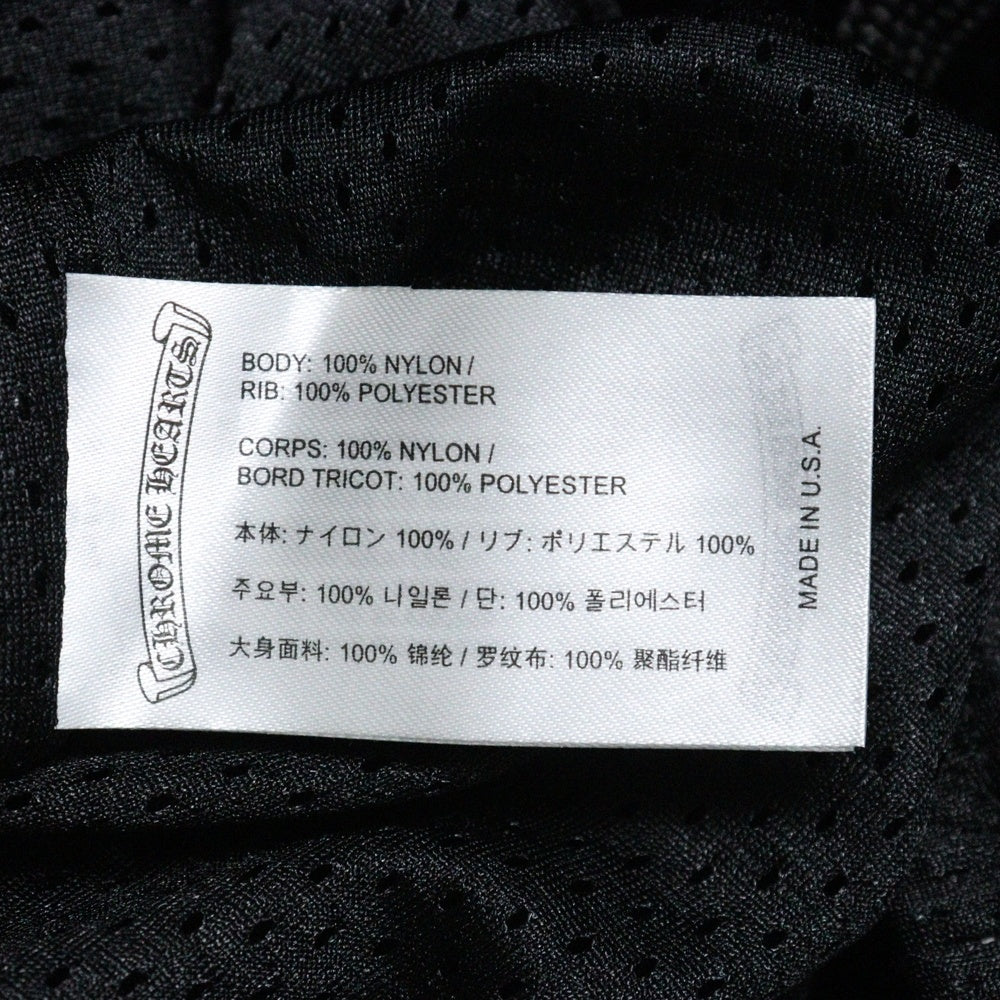 CHROME HEARTS
BODY: 100% NYLON /
RIB: 100% POLYESTER
CORPS: 100% NYLON /
BORD TRICOT: 100% POLYESTER
本体: ナイロン 100% / リブ: ポリエステル 100%
주요부: 100% 나일론 / 단: 100% 폴리에스터
大身面料: 100% 锦纶 / 罗纹布: 100% 聚酯纤维
MADE IN U.S.A.